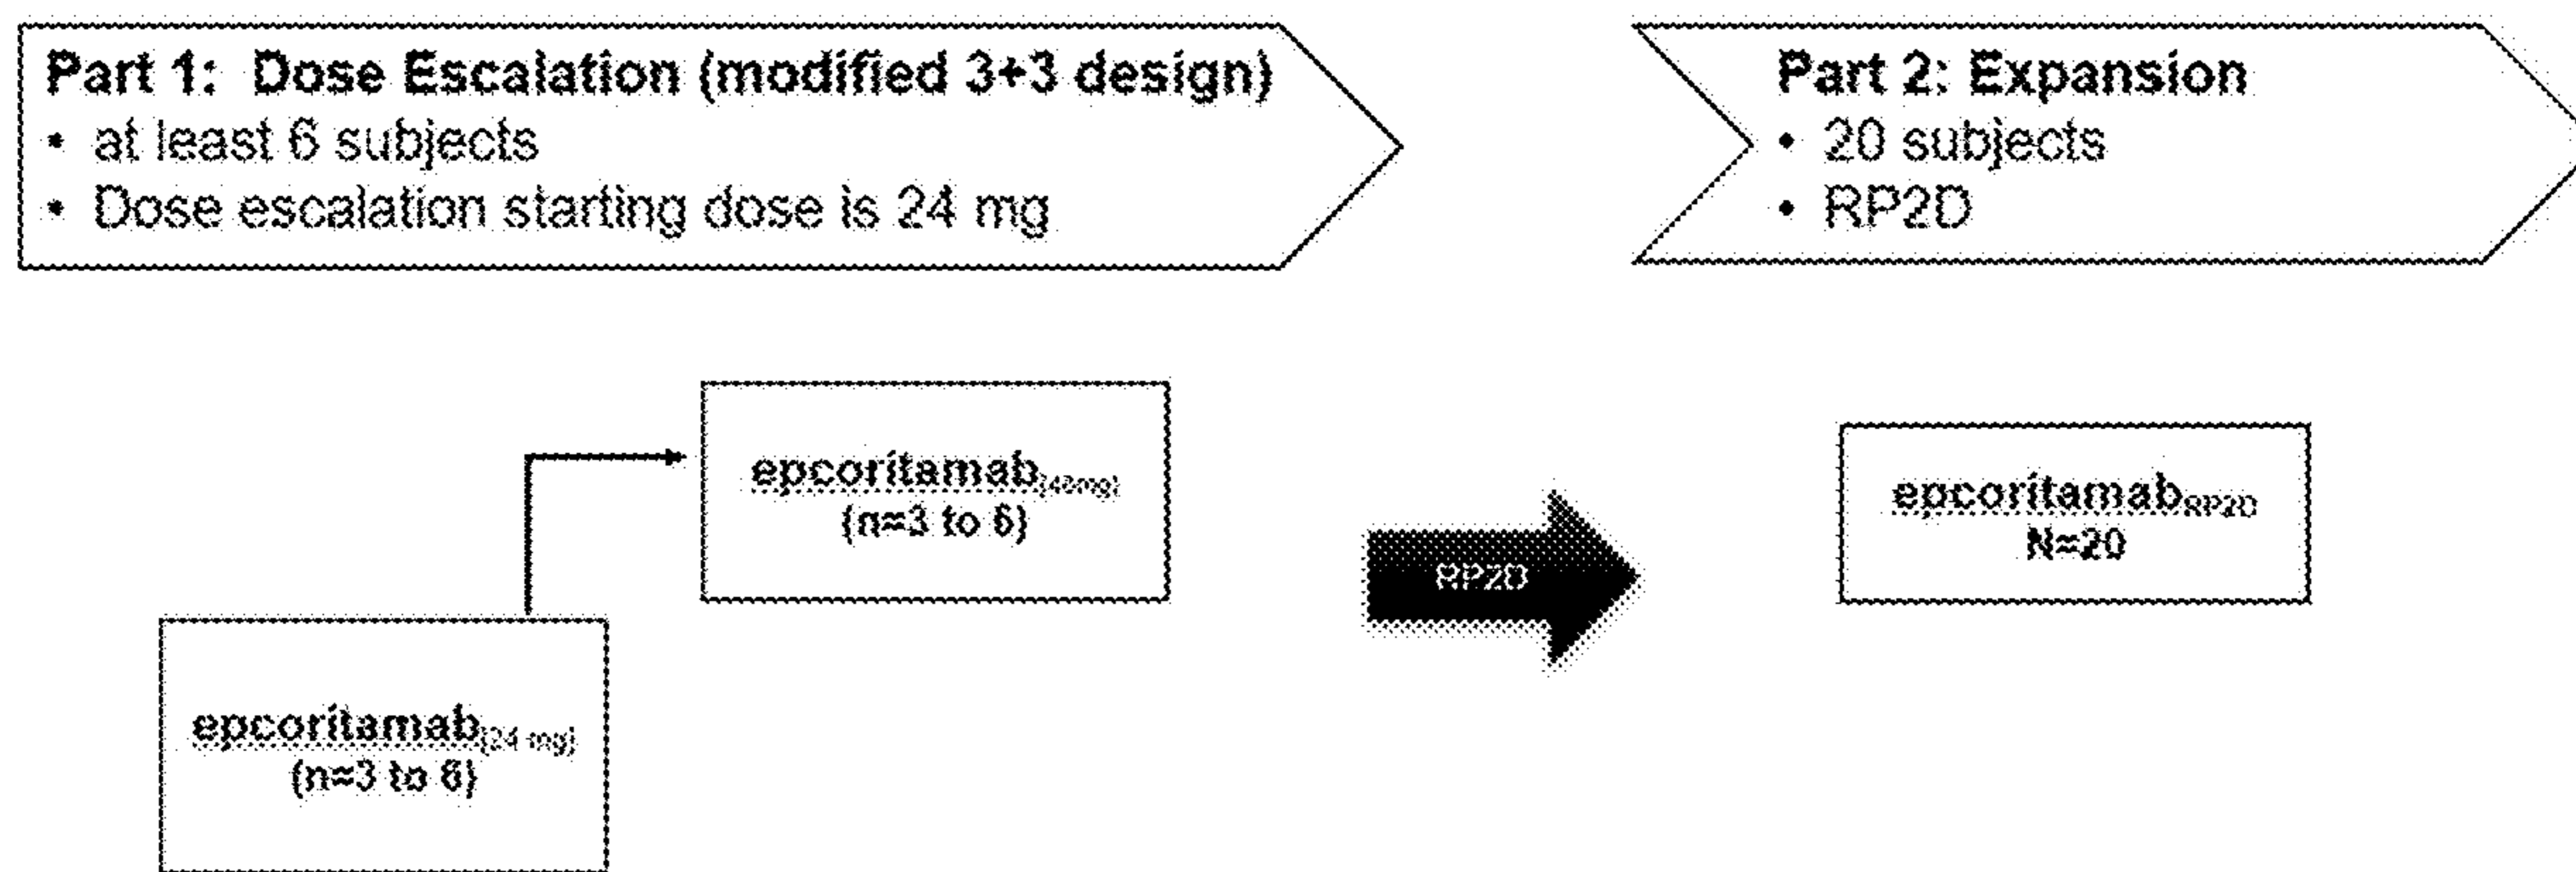 Part 1: Dose Escalation (modified 3+3 design)
• at least 6 subjects
• Dose escalation starting dose is 24 mg
Part 2: Expansion
• 20 subjects
• RP2D
epcoritamab(48mg)
(n=3 to 6)
epcoritamab(24 mg)
(n=3 to 6)
RP2D
epcoritamabRP2D
N=20